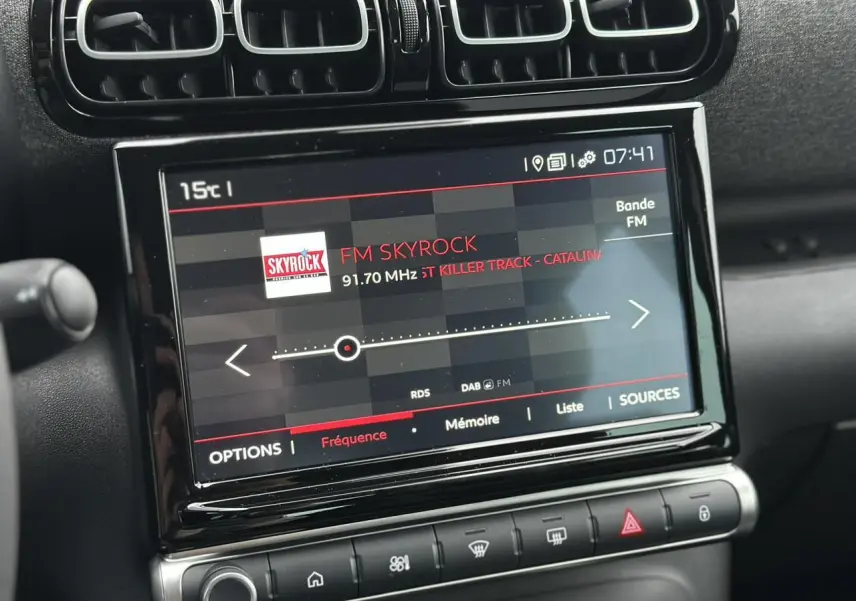 15°C
07:41
Bande
FM
SKYROCK
FM SKYROCK
91.70 MHz ST KILLER TRACK - CATALINA
RDS DAB FM
OPTIONS Fréquence Mémoire Liste SOURCES